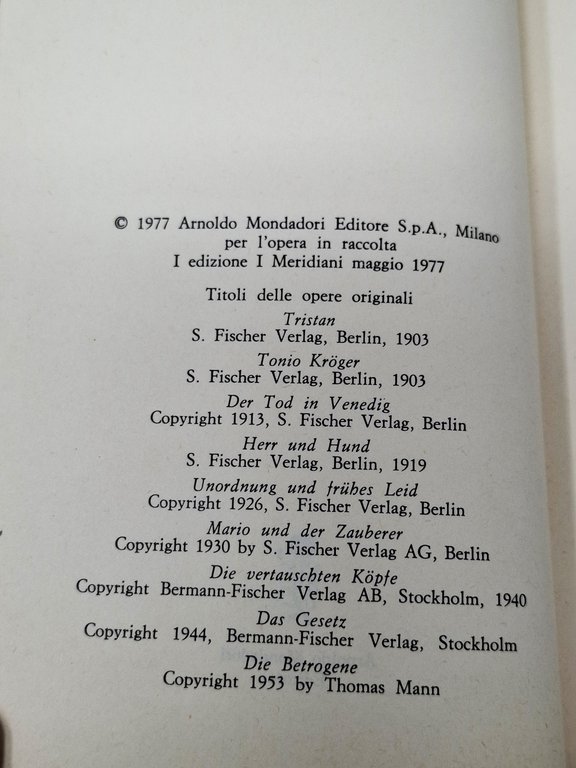 © 1977 Arnoldo Mondadori Editore S.p.A., Milano
per l'opera in raccolta
I edizione I Meridiani maggio 1977
Titoli delle opere originali
Tristan
S. Fischer Verlag, Berlin, 1903
Tonio Kröger
S. Fischer Verlag, Berlin, 1903
Der Tod in Venedig
Copyright 1913, S. Fischer Verlag, Berlin
Herr und Hund
S. Fischer Verlag, Berlin, 1919
Unordnung und frühes Leid
Copyright 1926, S. Fischer Verlag, Berlin
Mario und der Zauberer
Copyright 1930 by S. Fischer Verlag AG, Berlin
Die vertauschten Köpfe
Copyright Bermann-Fischer Verlag AB, Stockholm, 1940
Das Gesetz
Copyright 1944, Bermann-Fischer Verlag, Stockholm
Die Betrogene
Copyright 1953 by Thomas Mann